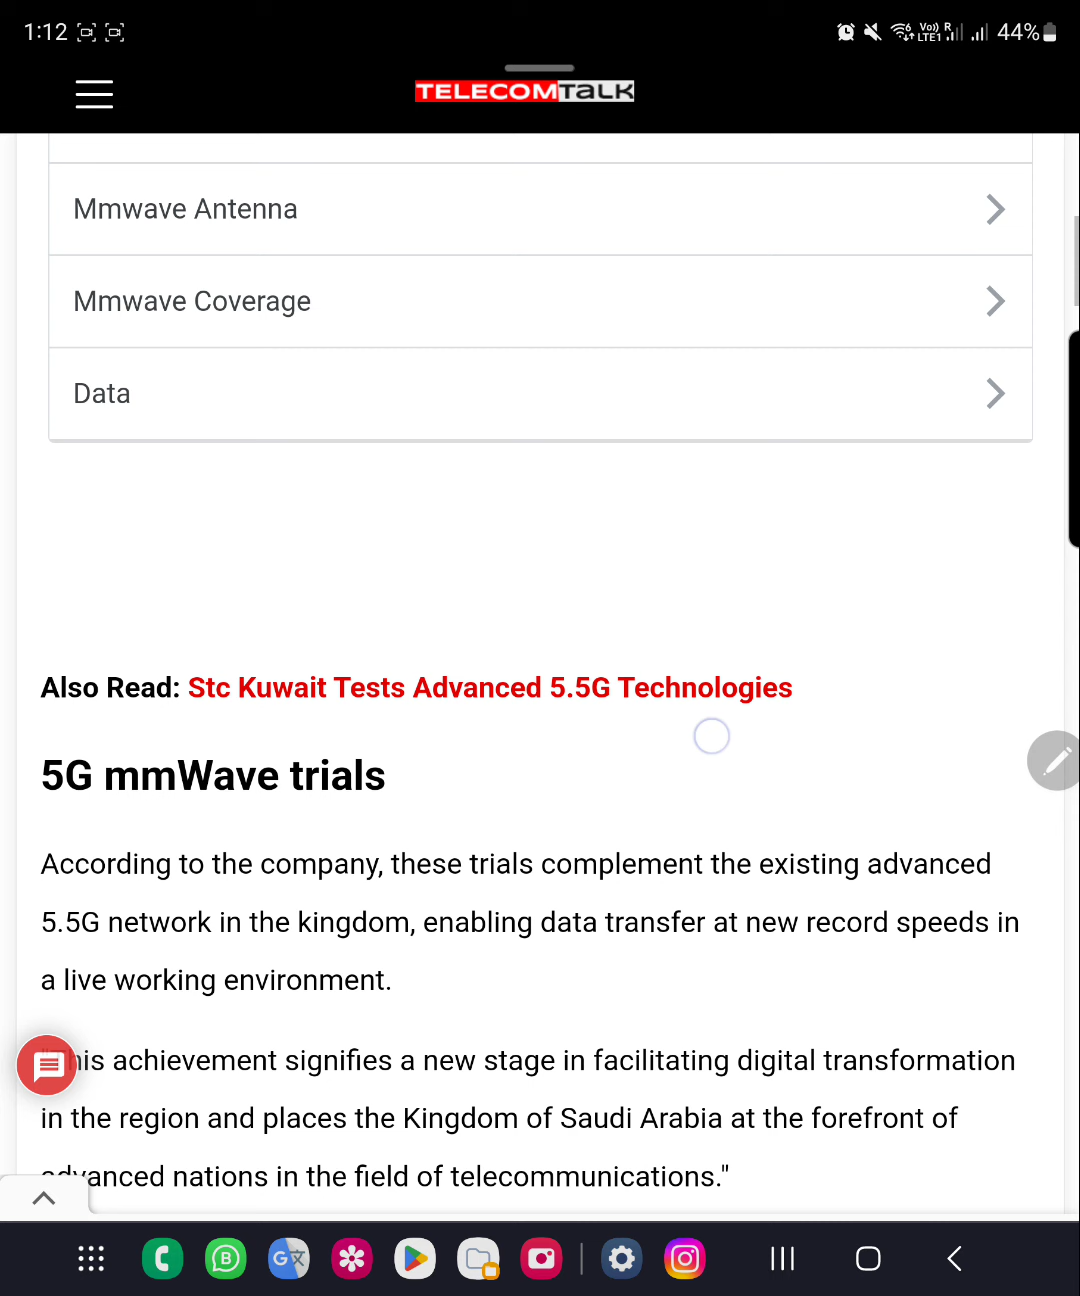 1:12
Vo)) R
LTE1
44%
TELECOMTALK
Mmwave Antenna
Mmwave Coverage
Data
Also Read: Stc Kuwait Tests Advanced 5.5G Technologies
5G mmWave trials
According to the company, these trials complement the existing advanced
5.5G network in the kingdom, enabling data transfer at new record speeds in
a live working environment.
his achievement signifies a new stage in facilitating digital transformation
in the region and places the Kingdom of Saudi Arabia at the forefront of
advanced nations in the field of telecommunications."